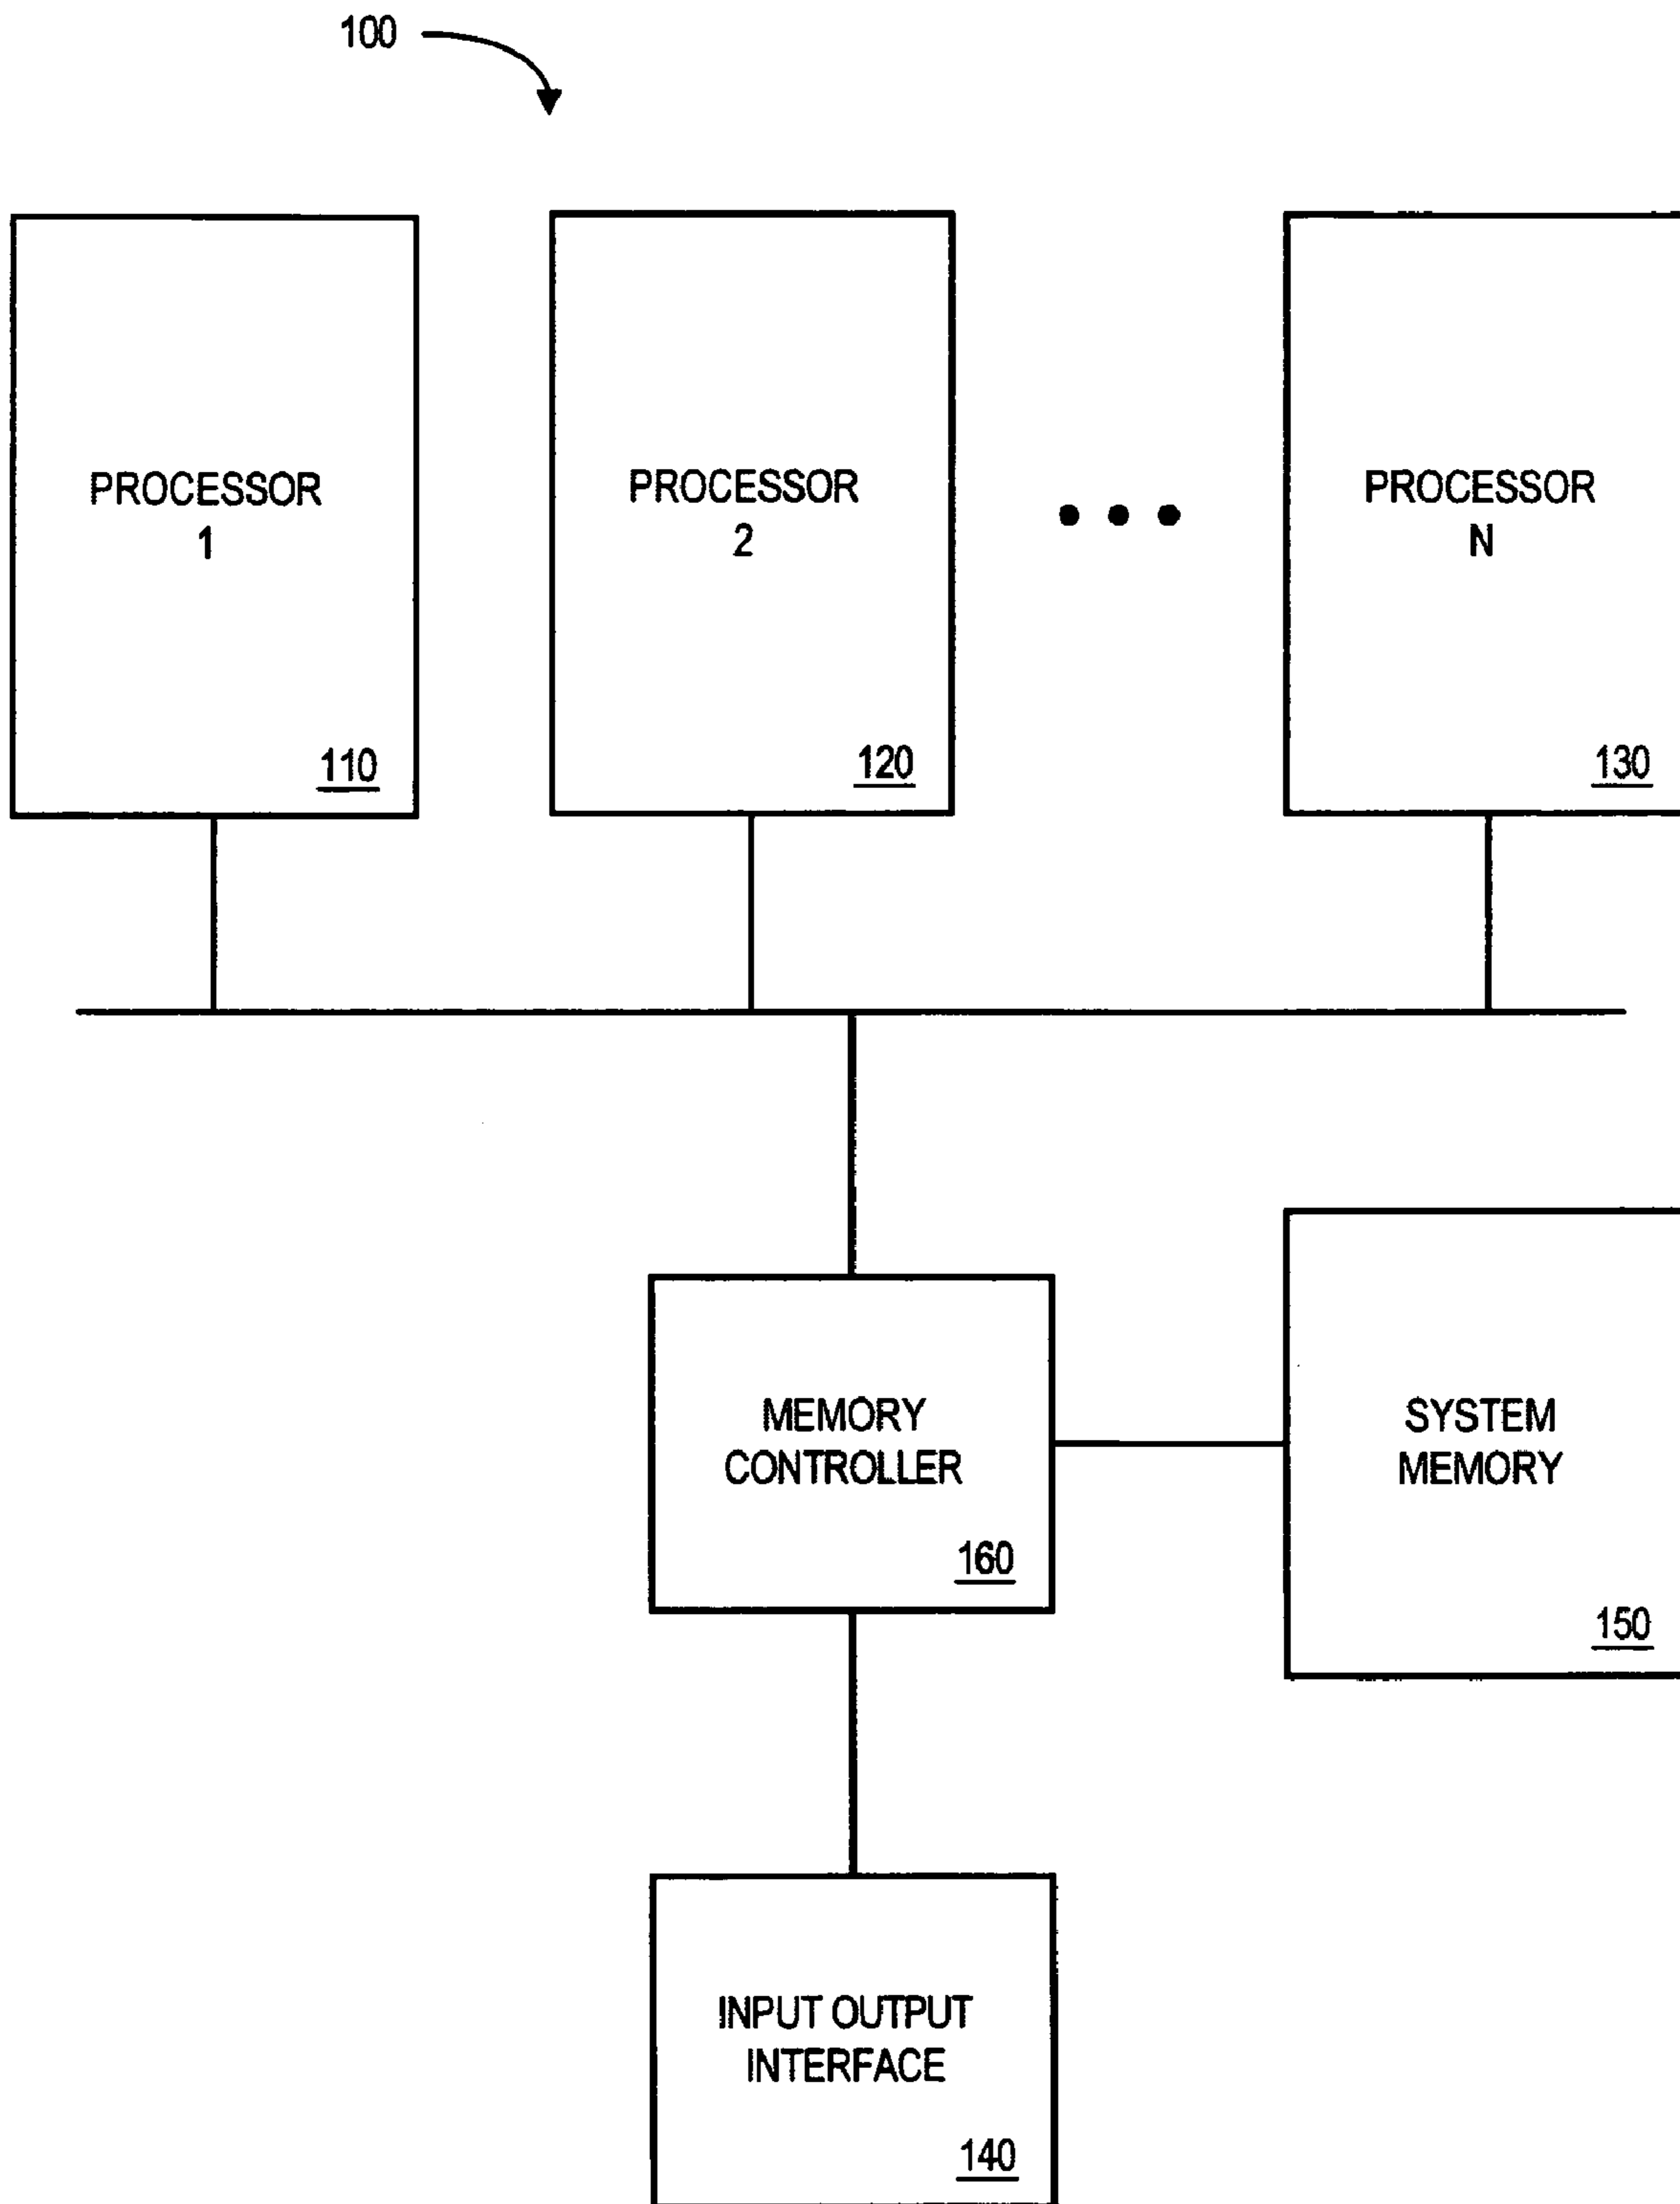 100
PROCESSOR
1
110
PROCESSOR
2
120
PROCESSOR
N
130
MEMORY
CONTROLLER
160
SYSTEM
MEMORY
150
INPUT OUTPUT
INTERFACE
140